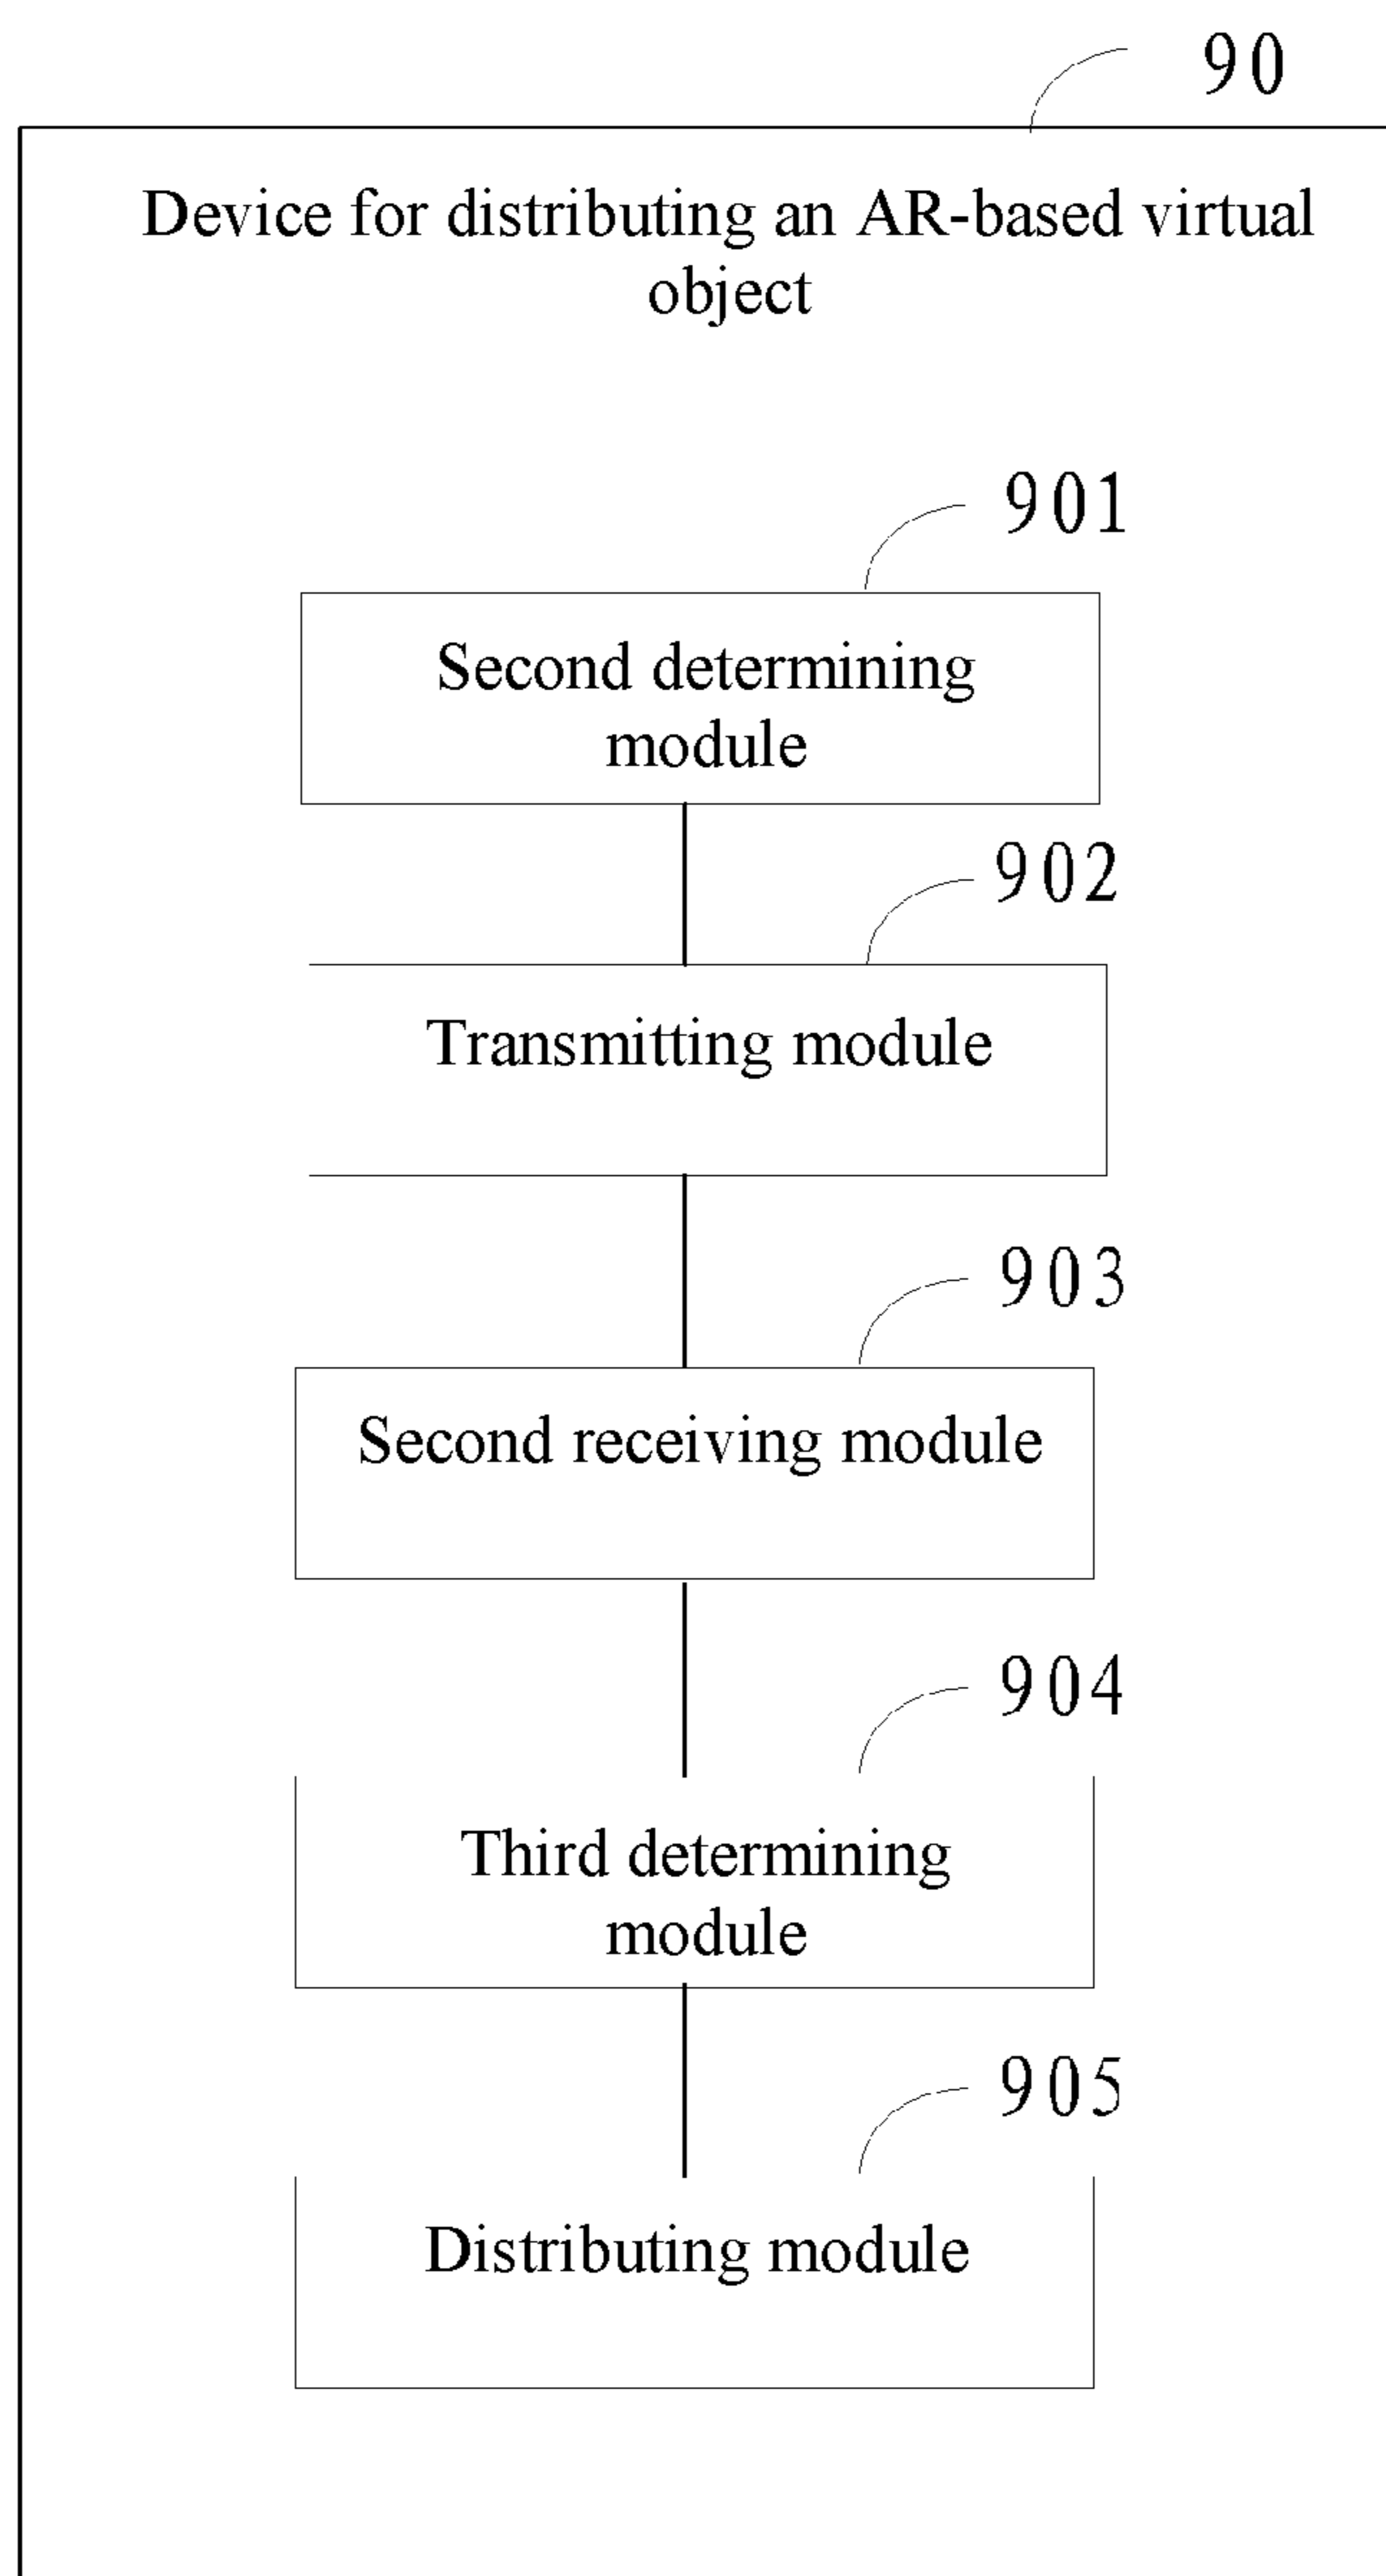 90
Device for distributing an AR-based virtual
object
901
Second determining
module
902
Transmitting module
903
Second receiving module
904
Third determining
module
905
Distributing module